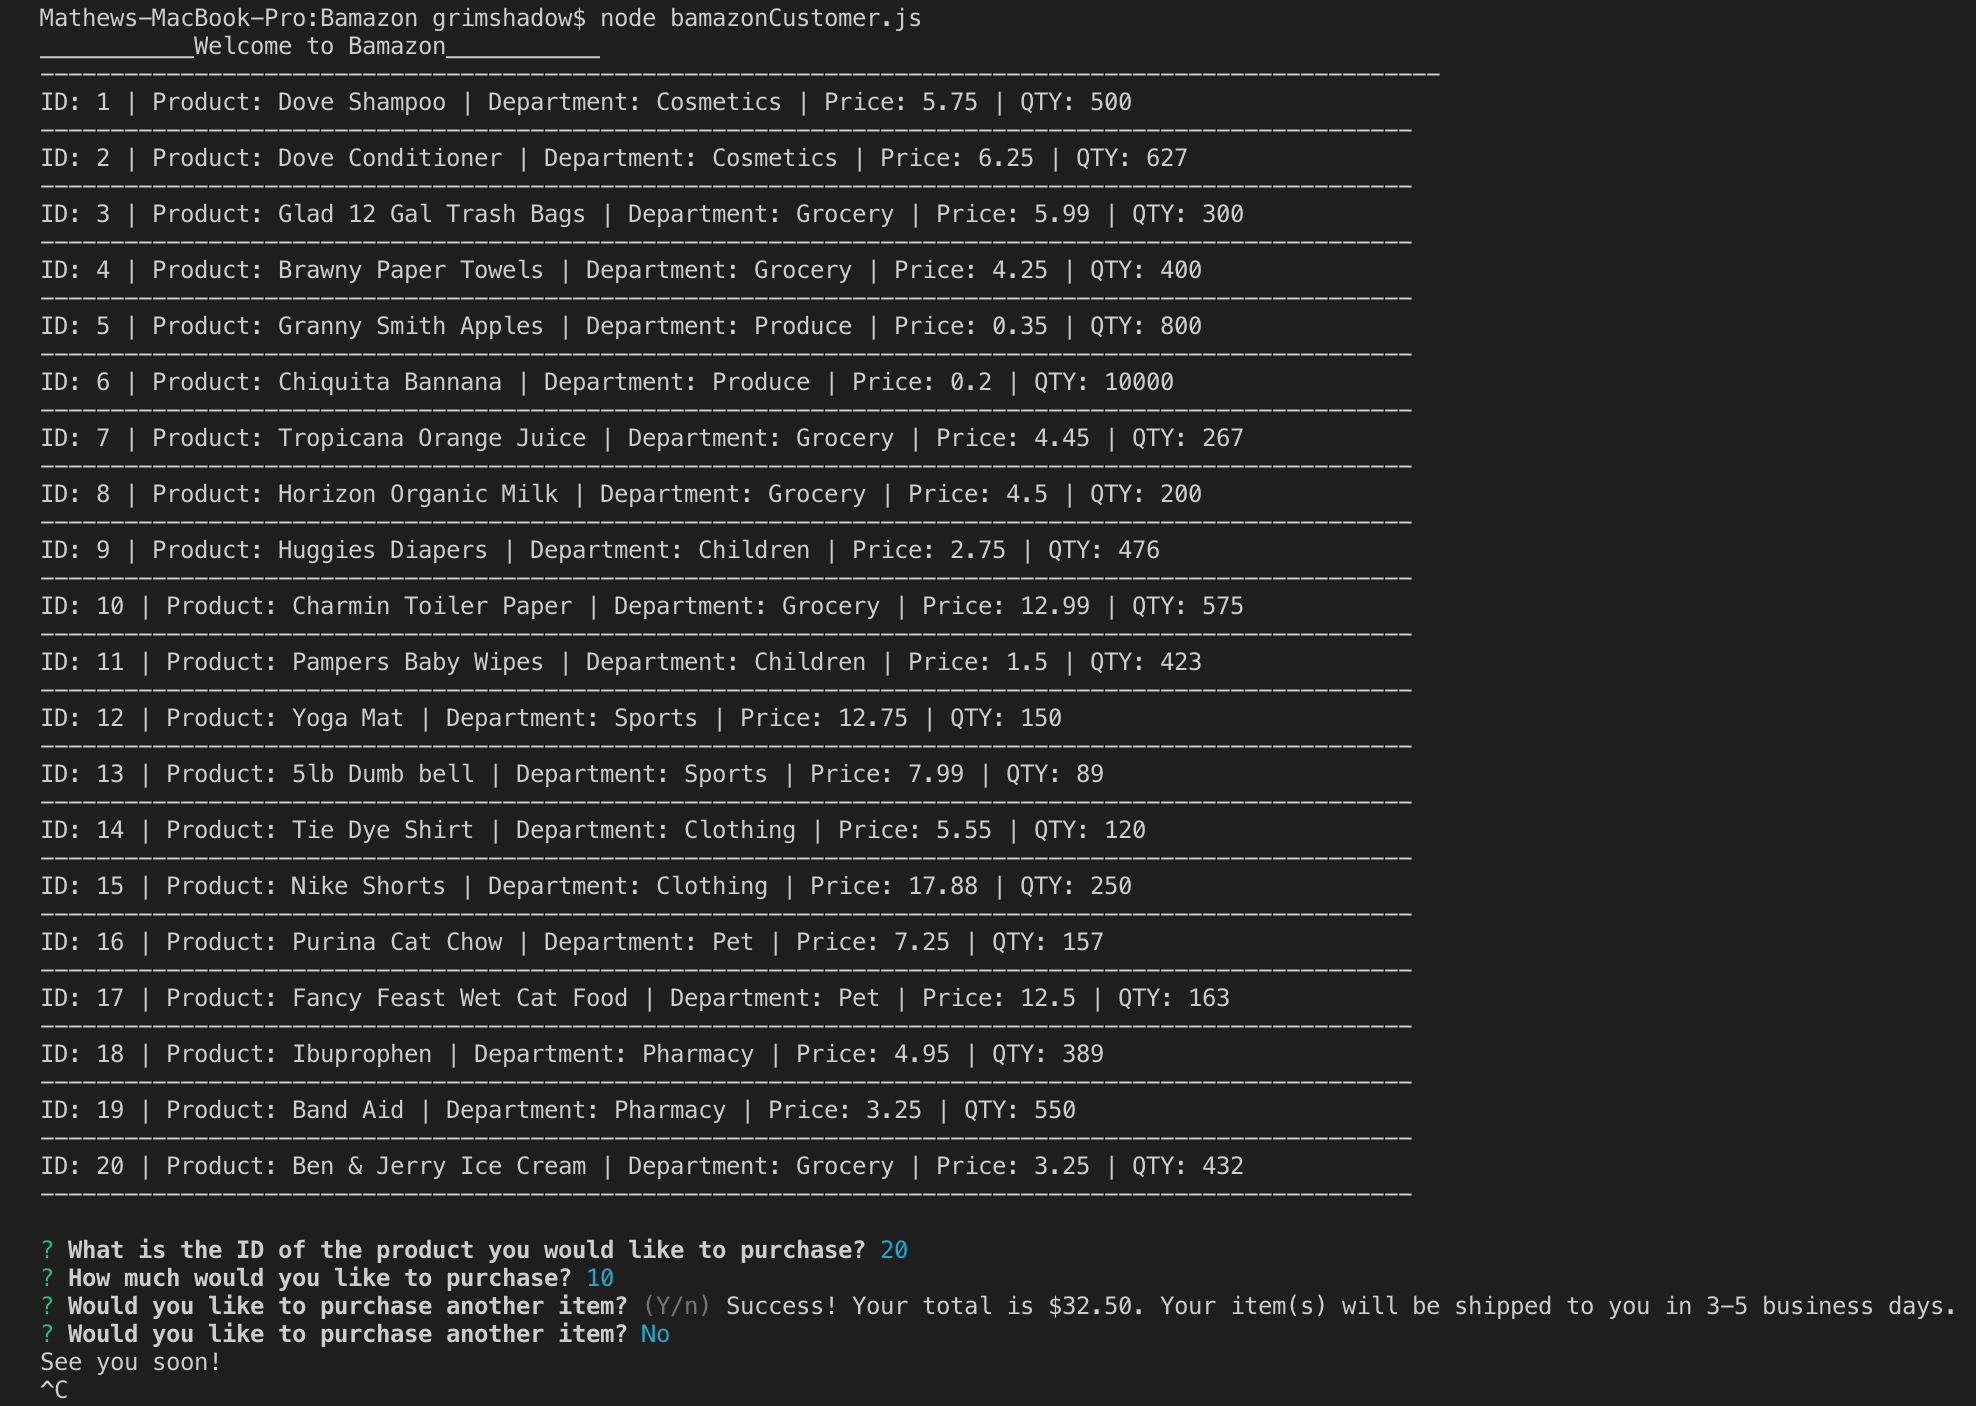 Mathews-MacBook-Pro:Bamazon grimshadow$ node bamazonCustomer.js
___________Welcome to Bamazon___________
----------------------------------------------------------------------------------------------------
ID: 1 | Product: Dove Shampoo | Department: Cosmetics | Price: 5.75 | QTY: 500
--------------------------------------------------------------------------------------------------
ID: 2 | Product: Dove Conditioner | Department: Cosmetics | Price: 6.25 | QTY: 627
--------------------------------------------------------------------------------------------------
ID: 3 | Product: Glad 12 Gal Trash Bags | Department: Grocery | Price: 5.99 | QTY: 300
--------------------------------------------------------------------------------------------------
ID: 4 | Product: Brawny Paper Towels | Department: Grocery | Price: 4.25 | QTY: 400
--------------------------------------------------------------------------------------------------
ID: 5 | Product: Granny Smith Apples | Department: Produce | Price: 0.35 | QTY: 800
--------------------------------------------------------------------------------------------------
ID: 6 | Product: Chiquita Bannana | Department: Produce | Price: 0.2 | QTY: 10000
--------------------------------------------------------------------------------------------------
ID: 7 | Product: Tropicana Orange Juice | Department: Grocery | Price: 4.45 | QTY: 267
--------------------------------------------------------------------------------------------------
ID: 8 | Product: Horizon Organic Milk | Department: Grocery | Price: 4.5 | QTY: 200
--------------------------------------------------------------------------------------------------
ID: 9 | Product: Huggies Diapers | Department: Children | Price: 2.75 | QTY: 476
--------------------------------------------------------------------------------------------------
ID: 10 | Product: Charmin Toiler Paper | Department: Grocery | Price: 12.99 | QTY: 575
--------------------------------------------------------------------------------------------------
ID: 11 | Product: Pampers Baby Wipes | Department: Children | Price: 1.5 | QTY: 423
--------------------------------------------------------------------------------------------------
ID: 12 | Product: Yoga Mat | Department: Sports | Price: 12.75 | QTY: 150
--------------------------------------------------------------------------------------------------
ID: 13 | Product: 5lb Dumb bell | Department: Sports | Price: 7.99 | QTY: 89
--------------------------------------------------------------------------------------------------
ID: 14 | Product: Tie Dye Shirt | Department: Clothing | Price: 5.55 | QTY: 120
--------------------------------------------------------------------------------------------------
ID: 15 | Product: Nike Shorts | Department: Clothing | Price: 17.88 | QTY: 250
--------------------------------------------------------------------------------------------------
ID: 16 | Product: Purina Cat Chow | Department: Pet | Price: 7.25 | QTY: 157
--------------------------------------------------------------------------------------------------
ID: 17 | Product: Fancy Feast Wet Cat Food | Department: Pet | Price: 12.5 | QTY: 163
--------------------------------------------------------------------------------------------------
ID: 18 | Product: Ibuprophen | Department: Pharmacy | Price: 4.95 | QTY: 389
--------------------------------------------------------------------------------------------------
ID: 19 | Product: Band Aid | Department: Pharmacy | Price: 3.25 | QTY: 550
--------------------------------------------------------------------------------------------------
ID: 20 | Product: Ben & Jerry Ice Cream | Department: Grocery | Price: 3.25 | QTY: 432
--------------------------------------------------------------------------------------------------
? What is the ID of the product you would like to purchase? 20
? How much would you like to purchase? 10
? Would you like to purchase another item? (Y/n) Success! Your total is $32.50. Your item(s) will be shipped to you in 3-5 business days.
? Would you like to purchase another item? No
See you soon!
^C